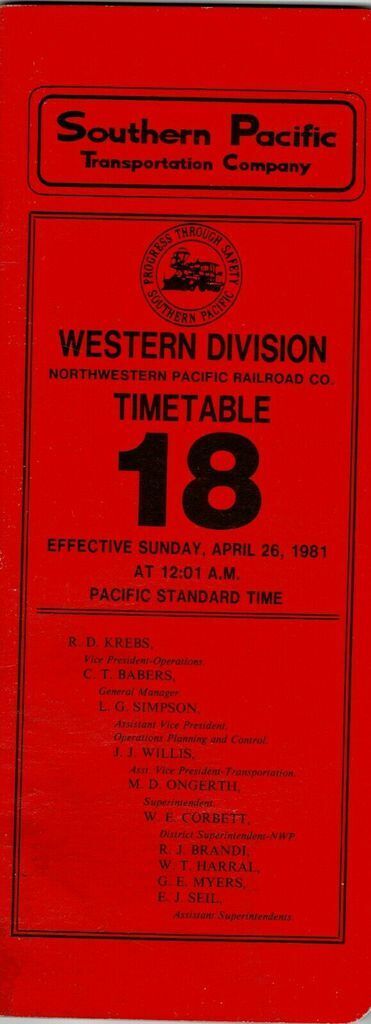 Southern Pacific
Transportation Company
PROGRESS THROUGH SAFETY
SOUTHERN PACIFIC
WESTERN DIVISION
NORTHWESTERN PACIFIC RAILROAD CO.
TIMETABLE
18
EFFECTIVE SUNDAY, APRIL 26, 1981
AT 12:01 A.M.
PACIFIC STANDARD TIME
R. D. KREBS,
Vice President-Operations.
C. T. BABERS,
General Manager
L. G. SIMPSON,
Assistant Vice President,
Operations Planning and Control.
J. J. WILLIS,
Asst. Vice President-Transportation.
M. D. ONGERTH,
Superintendent.
W. E. CORBETT,
District Superintendent-NWP
R. J. BRANDI,
W. T. HARRAL,
G. E. MYERS,
E. J. SEIL,
Assistant Superintendents.